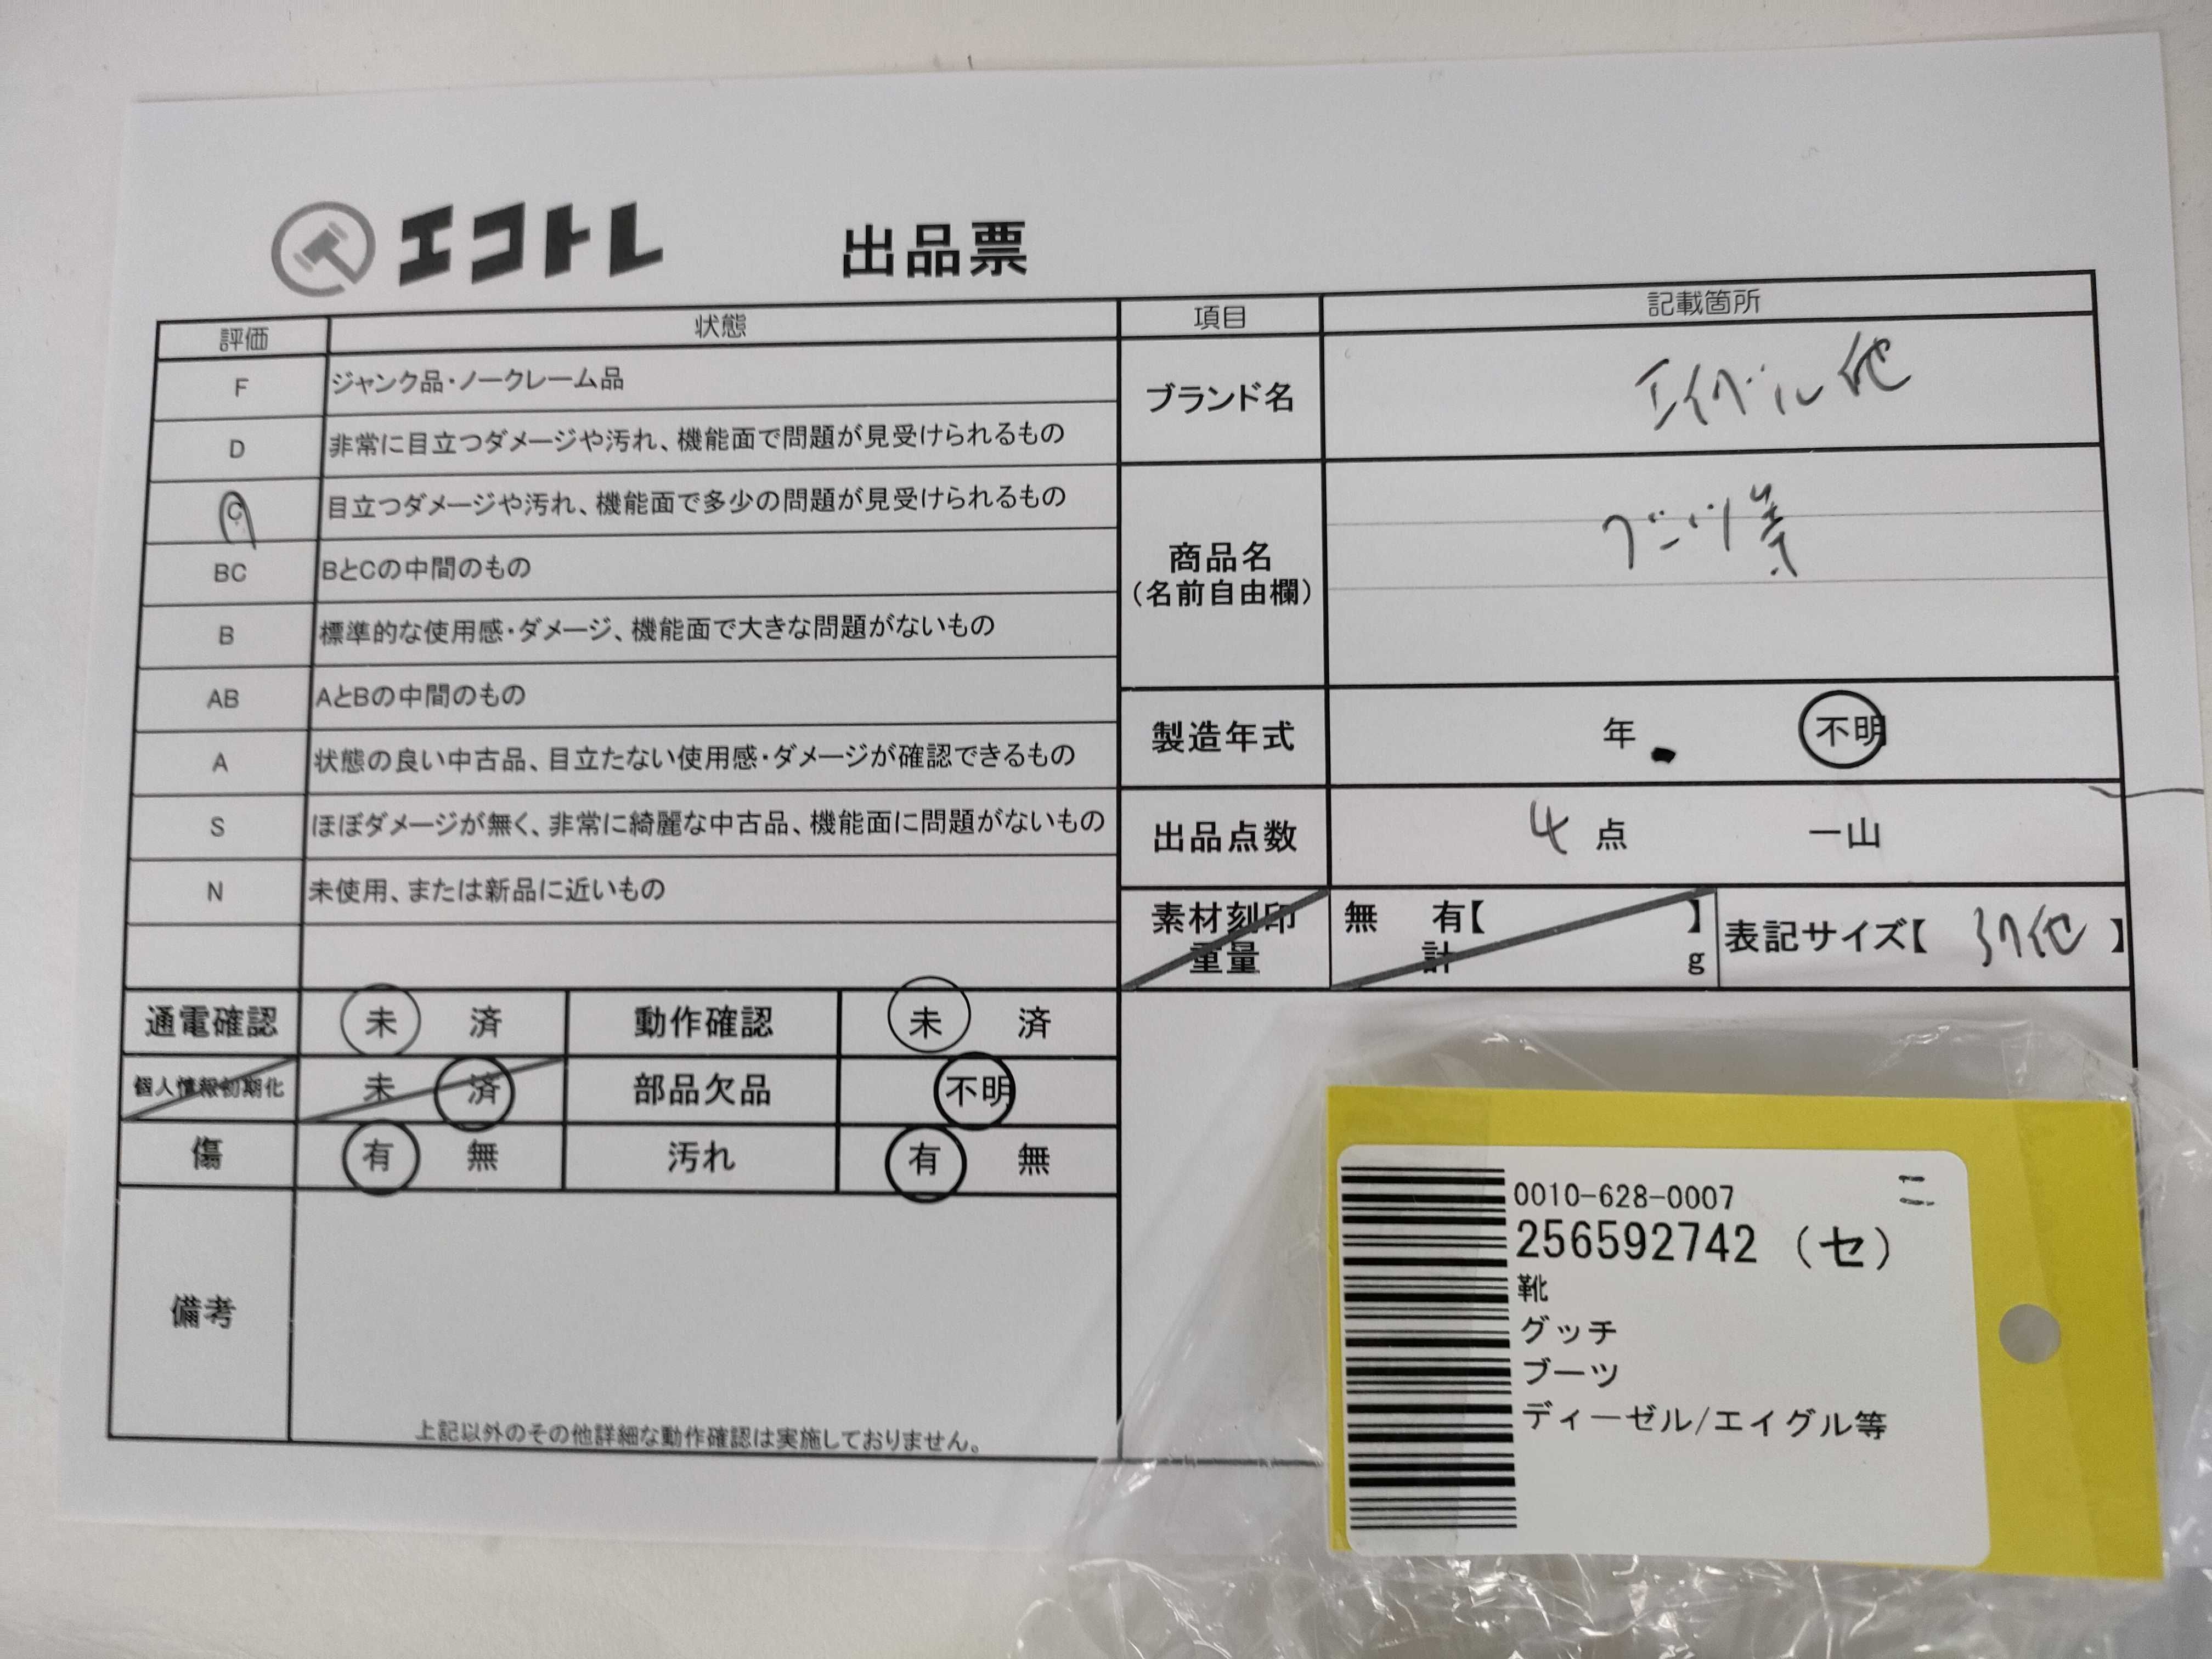 エコトレ 出品票
評価 状態 項目 記載箇所
F ジャンク品・ノークレーム品
D 非常に目立つダメージや汚れ、機能面で問題が見受けられるもの
C 目立つダメージや汚れ、機能面で多少の問題が見受けられるもの
BC BとCの中間のもの
B 標準的な使用感・ダメージ、機能面で大きな問題がないもの
AB AとBの中間のもの
A 状態の良い中古品、目立たない使用感・ダメージが確認できるもの
S ほぼダメージが無く、非常に綺麗な中古品、機能面に問題がないもの
N 未使用、または新品に近いもの
通電確認 未 済 動作確認 未 済
個人情報初期化 未 済 部品欠品 不明
傷 有 無 汚れ 有 無
備考
上記以外のその他詳細な動作確認は実施しておりません。
ブランド名 他
商品名 ブーツ等
(名前自由欄)
製造年式 年 不明
出品点数 4 点 一山
素材刻印 無 有【 】
重量 計 g
表記サイズ【 37他 】
0010-628-0007 ニ
256592742 (セ)
靴
グッチ
ブーツ
ディーゼル/エイグル等